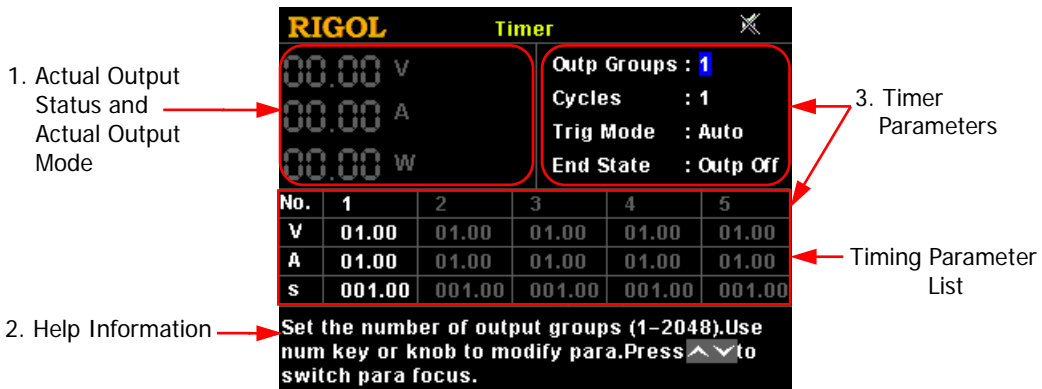 RIGOL Timer
1. Actual Output
Status and
Actual Output
Mode
00.00 V
00.00 A
00.00 W
Outp Groups : 1
Cycles : 1
Trig Mode : Auto
End State : Outp Off
3. Timer
Parameters
No. 1 2 3 4 5
V 01.00 01.00 01.00 01.00 01.00
A 01.00 01.00 01.00 01.00 01.00
s 001.00 001.00 001.00 001.00 001.00
Timing Parameter
List
2. Help Information
Set the number of output groups (1-2048).Use
num key or knob to modify para.Press to
switch para focus.